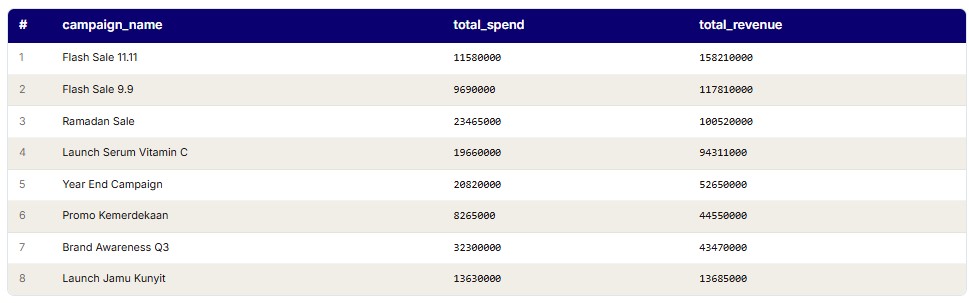 # campaign_name total_spend total_revenue
1 Flash Sale 11.11 11580000 158210000
2 Flash Sale 9.9 9690000 117810000
3 Ramadan Sale 23465000 100520000
4 Launch Serum Vitamin C 19660000 94311000
5 Year End Campaign 20820000 52650000
6 Promo Kemerdekaan 8265000 44550000
7 Brand Awareness Q3 32300000 43470000
8 Launch Jamu Kunyit 13630000 13685000